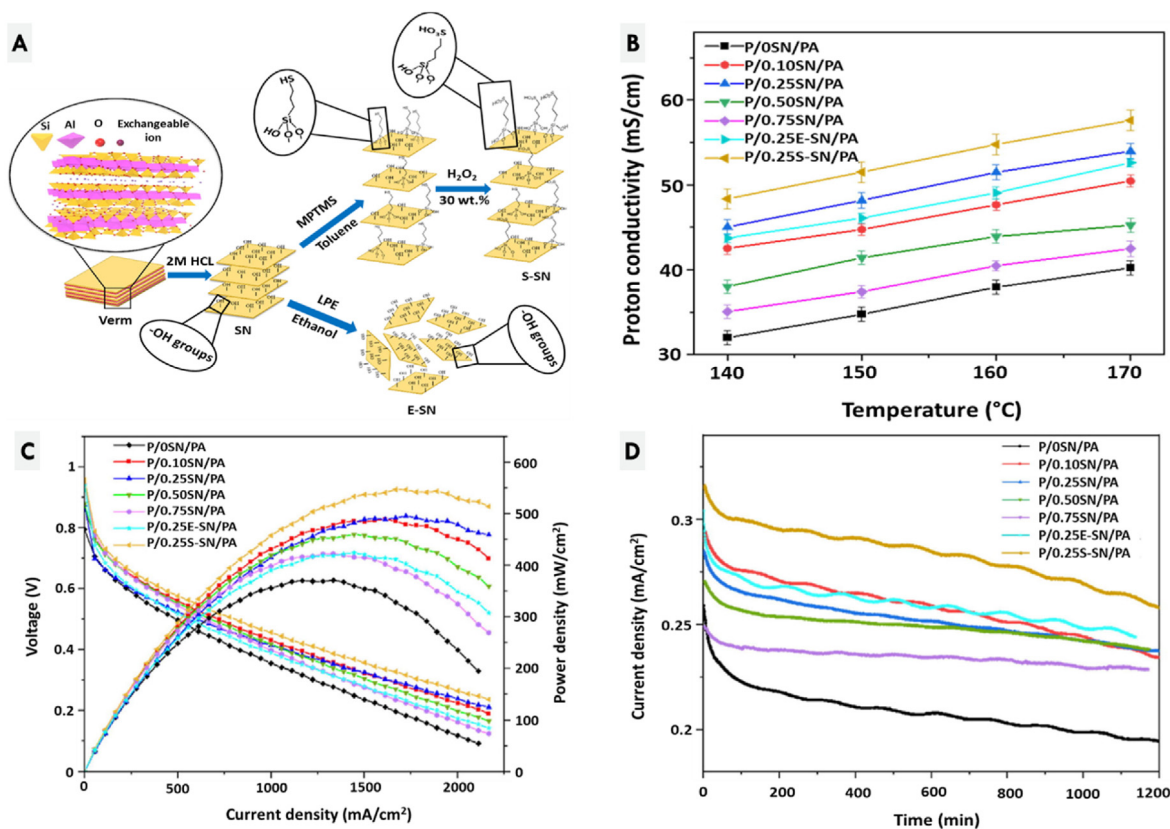 A
Si
Al
O
Exchangeable
ion
Verm
2M HCL
SN
-OH groups
HS
Si
HO
O
O
O
MPTMS
Toluene
HO₃S
Si
HO
O
O
O
H₂O₂
30 wt.%
S-SN
LPE
Ethanol
E-SN
-OH groups
B
P/0SN/PA
P/0.10SN/PA
P/0.25SN/PA
P/0.50SN/PA
P/0.75SN/PA
P/0.25E-SN/PA
P/0.25S-SN/PA
Proton conductivity (mS/cm)
60
50
40
30
140
150
160
170
Temperature (°C)
C
P/0SN/PA
P/0.10SN/PA
P/0.25SN/PA
P/0.50SN/PA
P/0.75SN/PA
P/0.25E-SN/PA
P/0.25S-SN/PA
Voltage (V)
1
0.8
0.6
0.4
0.2
0
0
500
1000
1500
2000
Current density (mA/cm²)
600
500
400
300
200
100
0
Power density (mW/cm²)
D
P/0SN/PA
P/0.10SN/PA
P/0.25SN/PA
P/0.50SN/PA
P/0.75SN/PA
P/0.25E-SN/PA
P/0.25S-SN/PA
Current density (mA/cm²)
0.3
0.25
0.2
0
200
400
600
800
1000
1200
Time (min)